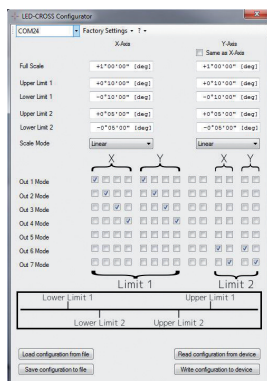 LED-CROSS Configurator
COM24 Factory Settings ?
X-Axis Y-Axis
Same as X-Axis
Full Scale +1°00'00" [deg] +1°00'00" [deg]
Upper Limit 1 +0°10'00" [deg] +0°10'00" [deg]
Lower Limit 1 -0°10'00" [deg] -0°10'00" [deg]
Upper Limit 2 +0°05'00" [deg] +0°05'00" [deg]
Lower Limit 2 -0°05'00" [deg] -0°05'00" [deg]
Scale Mode Linear Linear
X Y X Y
Out 1 Mode
Out 2 Mode
Out 3 Mode
Out 4 Mode
Out 5 Mode
Out 6 Mode
Out 7 Mode
Limit 1 Limit 2
Lower Limit 1 Upper Limit 1
Lower Limit 2 Upper Limit 2
Load configuration from file Read configuration from device
Save configuration to file Write configuration to device